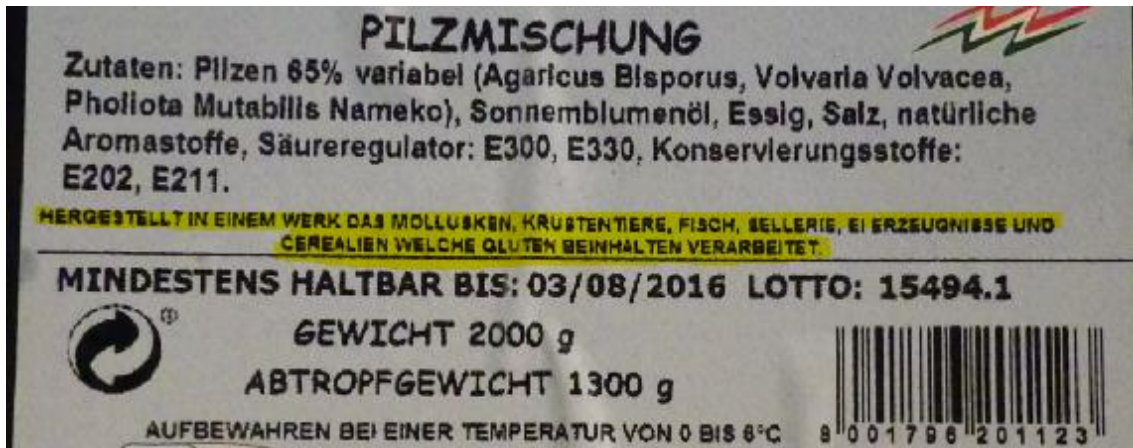 PILZMISCHUNG
Zutaten: Pilzen 65% variabel (Agaricus Bisporus, Volvaria Volvacea,
Pholiota Mutabilis Nameko), Sonnemblumenöl, Essig, Salz, natürliche
Aromastoffe, Säureregulator: E300, E330, Konservierungsstoffe:
E202, E211.
HERGESTELLT IN EINEM WERK DAS MOLLUSKEN, KRUSTENTIERE, FISCH, SELLERIE, EI ERZEUGNISSE UND
CEREALIEN WELCHE GLUTEN BEINHALTEN VERARBEITET.
MINDESTENS HALTBAR BIS: 03/08/2016 LOTTO: 15494.1
GEWICHT 2000 g
ABTROPFGEWICHT 1300 g
AUFBEWAHREN BEI EINER TEMPERATUR VON 0 BIS 6°C
8 001796 201123